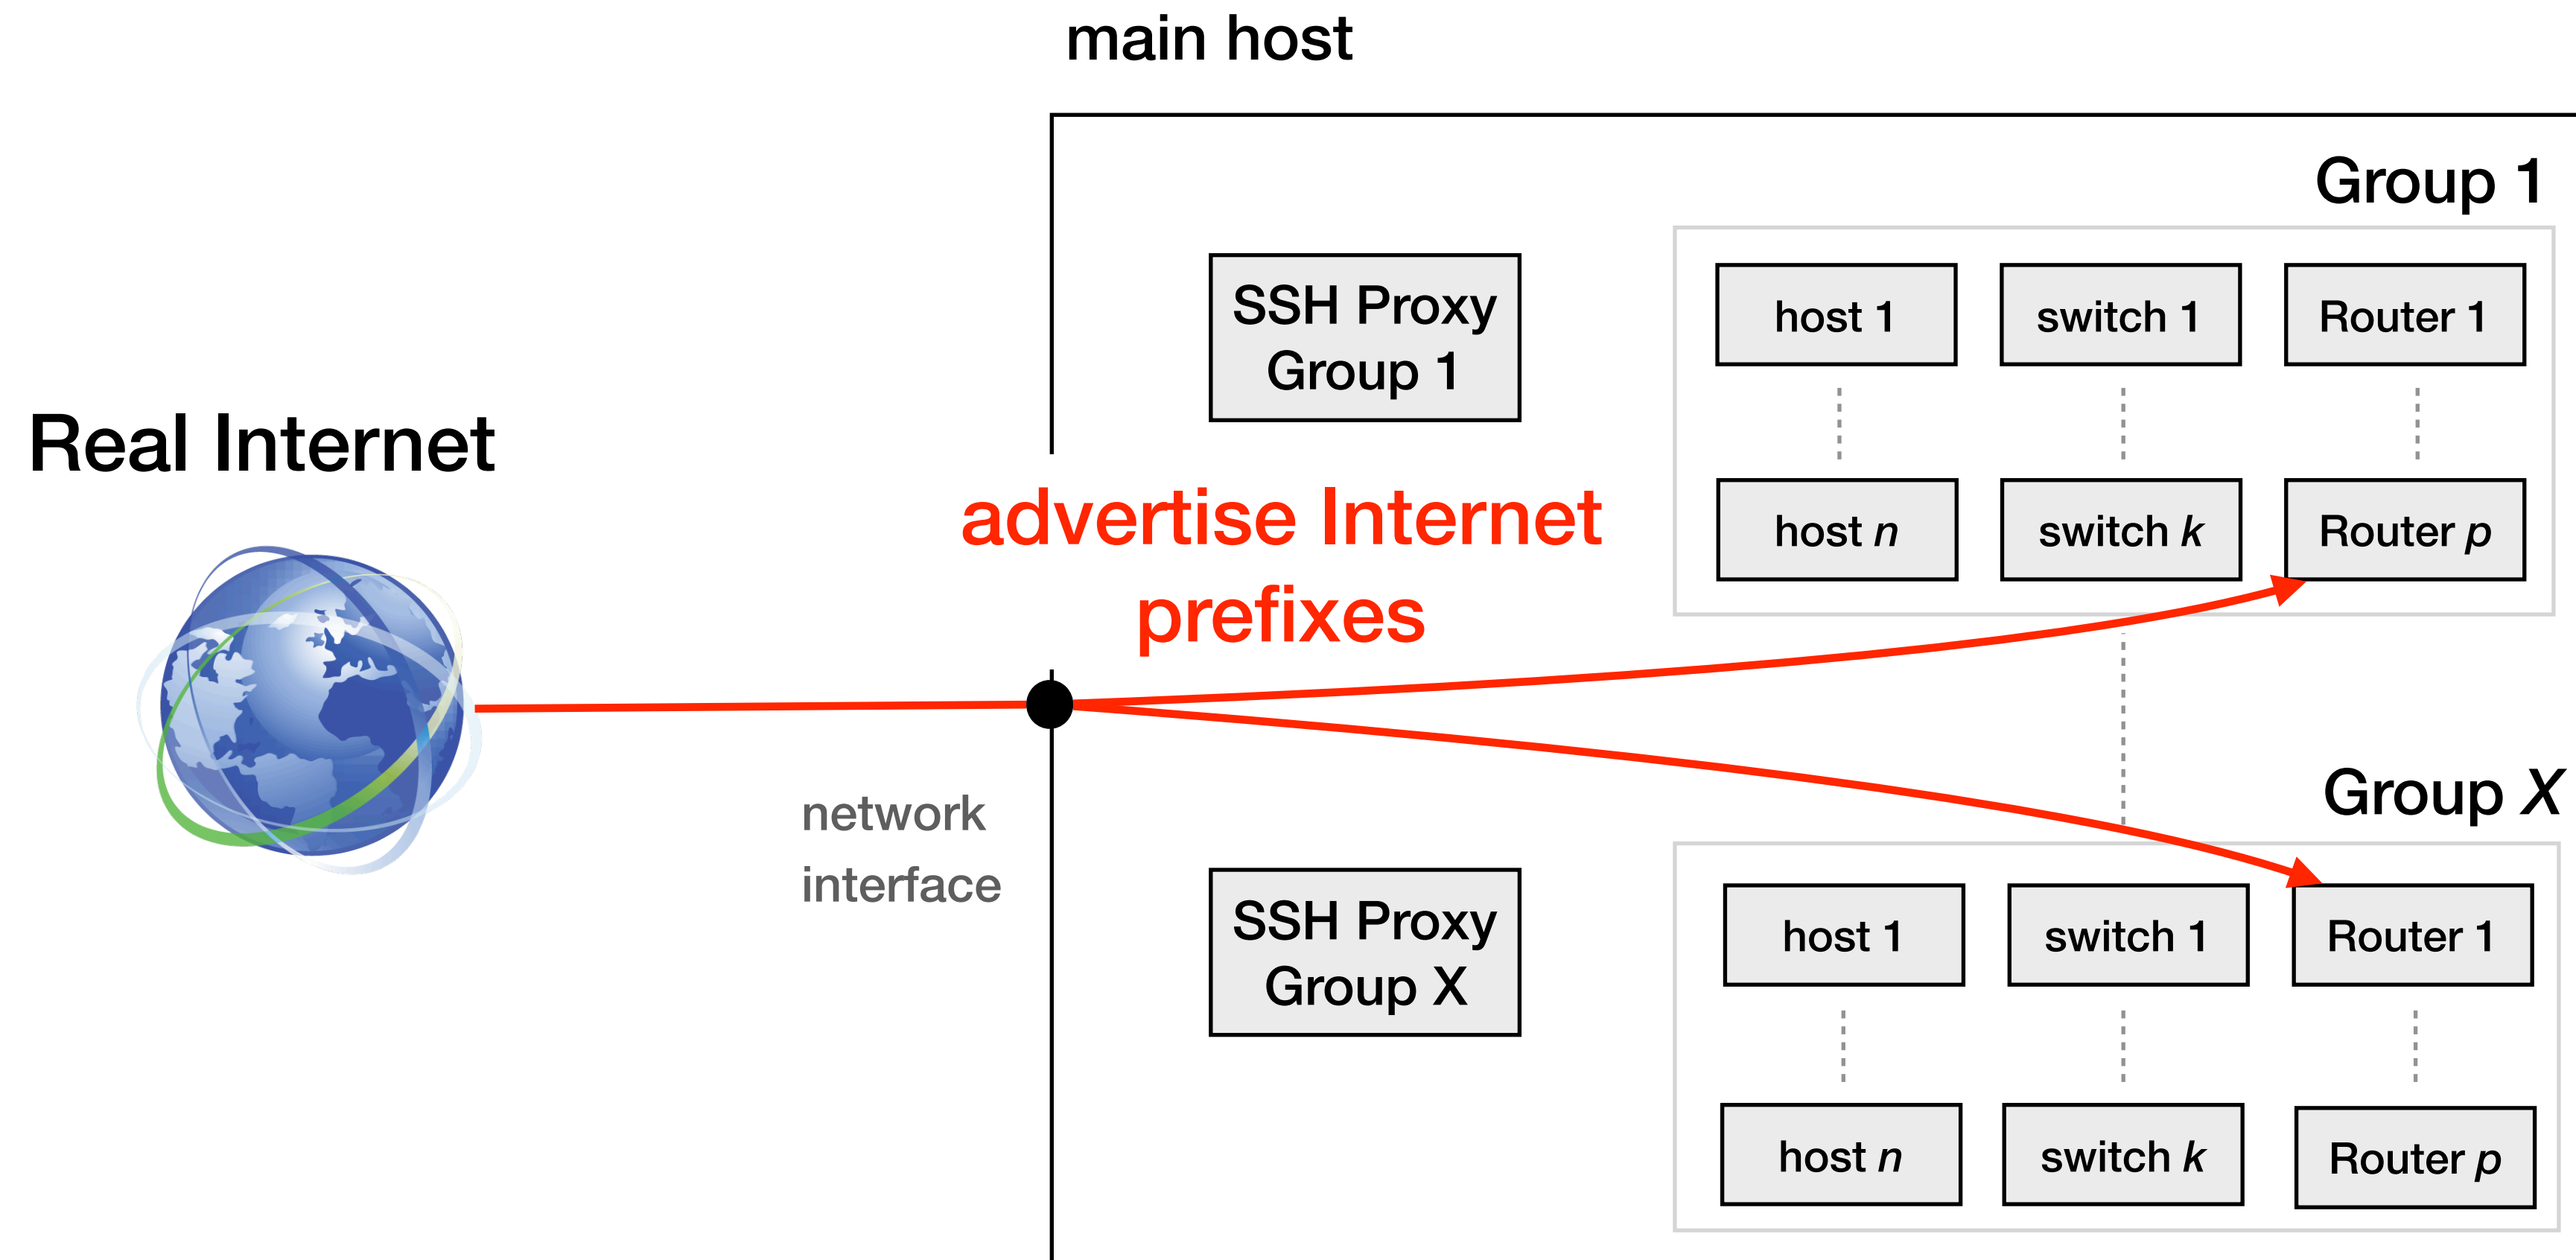 main host
Group 1
SSH Proxy
Group 1
host 1
switch 1
Router 1
host n
switch k
Router p
Real Internet
advertise Internet
prefixes
network
interface
Group X
SSH Proxy
Group X
host 1
switch 1
Router 1
host n
switch k
Router p